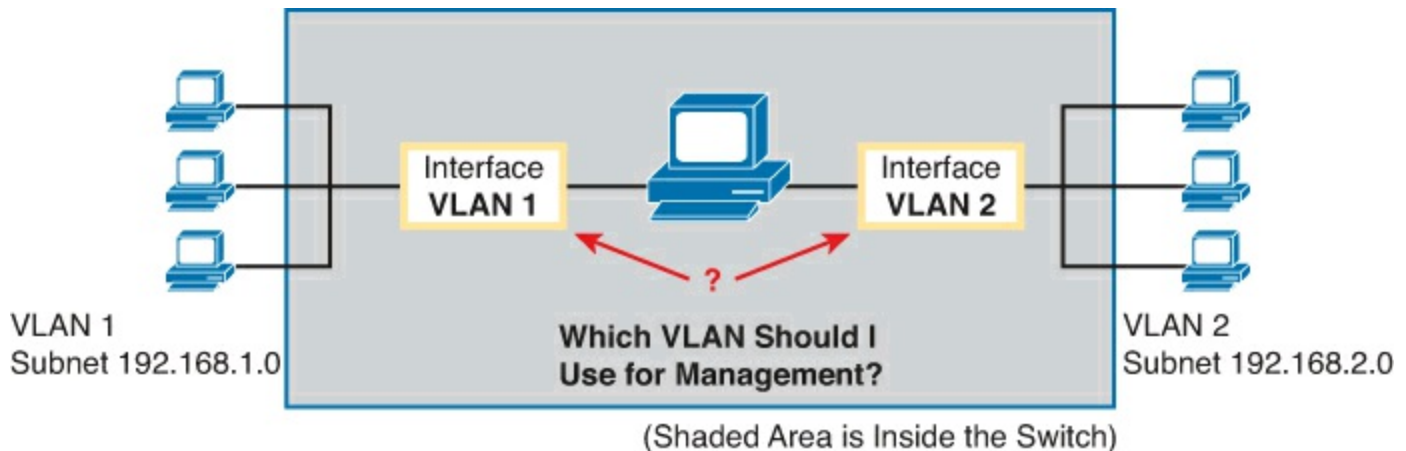 Interface
VLAN 1
Interface
VLAN 2
?
Which VLAN Should I
Use for Management?
VLAN 1
Subnet 192.168.1.0
VLAN 2
Subnet 192.168.2.0
(Shaded Area is Inside the Switch)